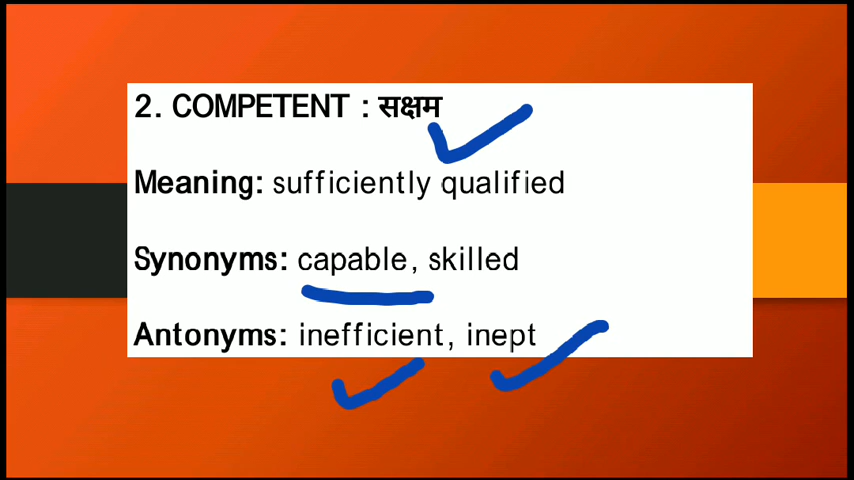 2. COMPETENT : सक्षम
Meaning: sufficiently qualified
Synonyms: capable, skilled
Antonyms: inefficient, inept